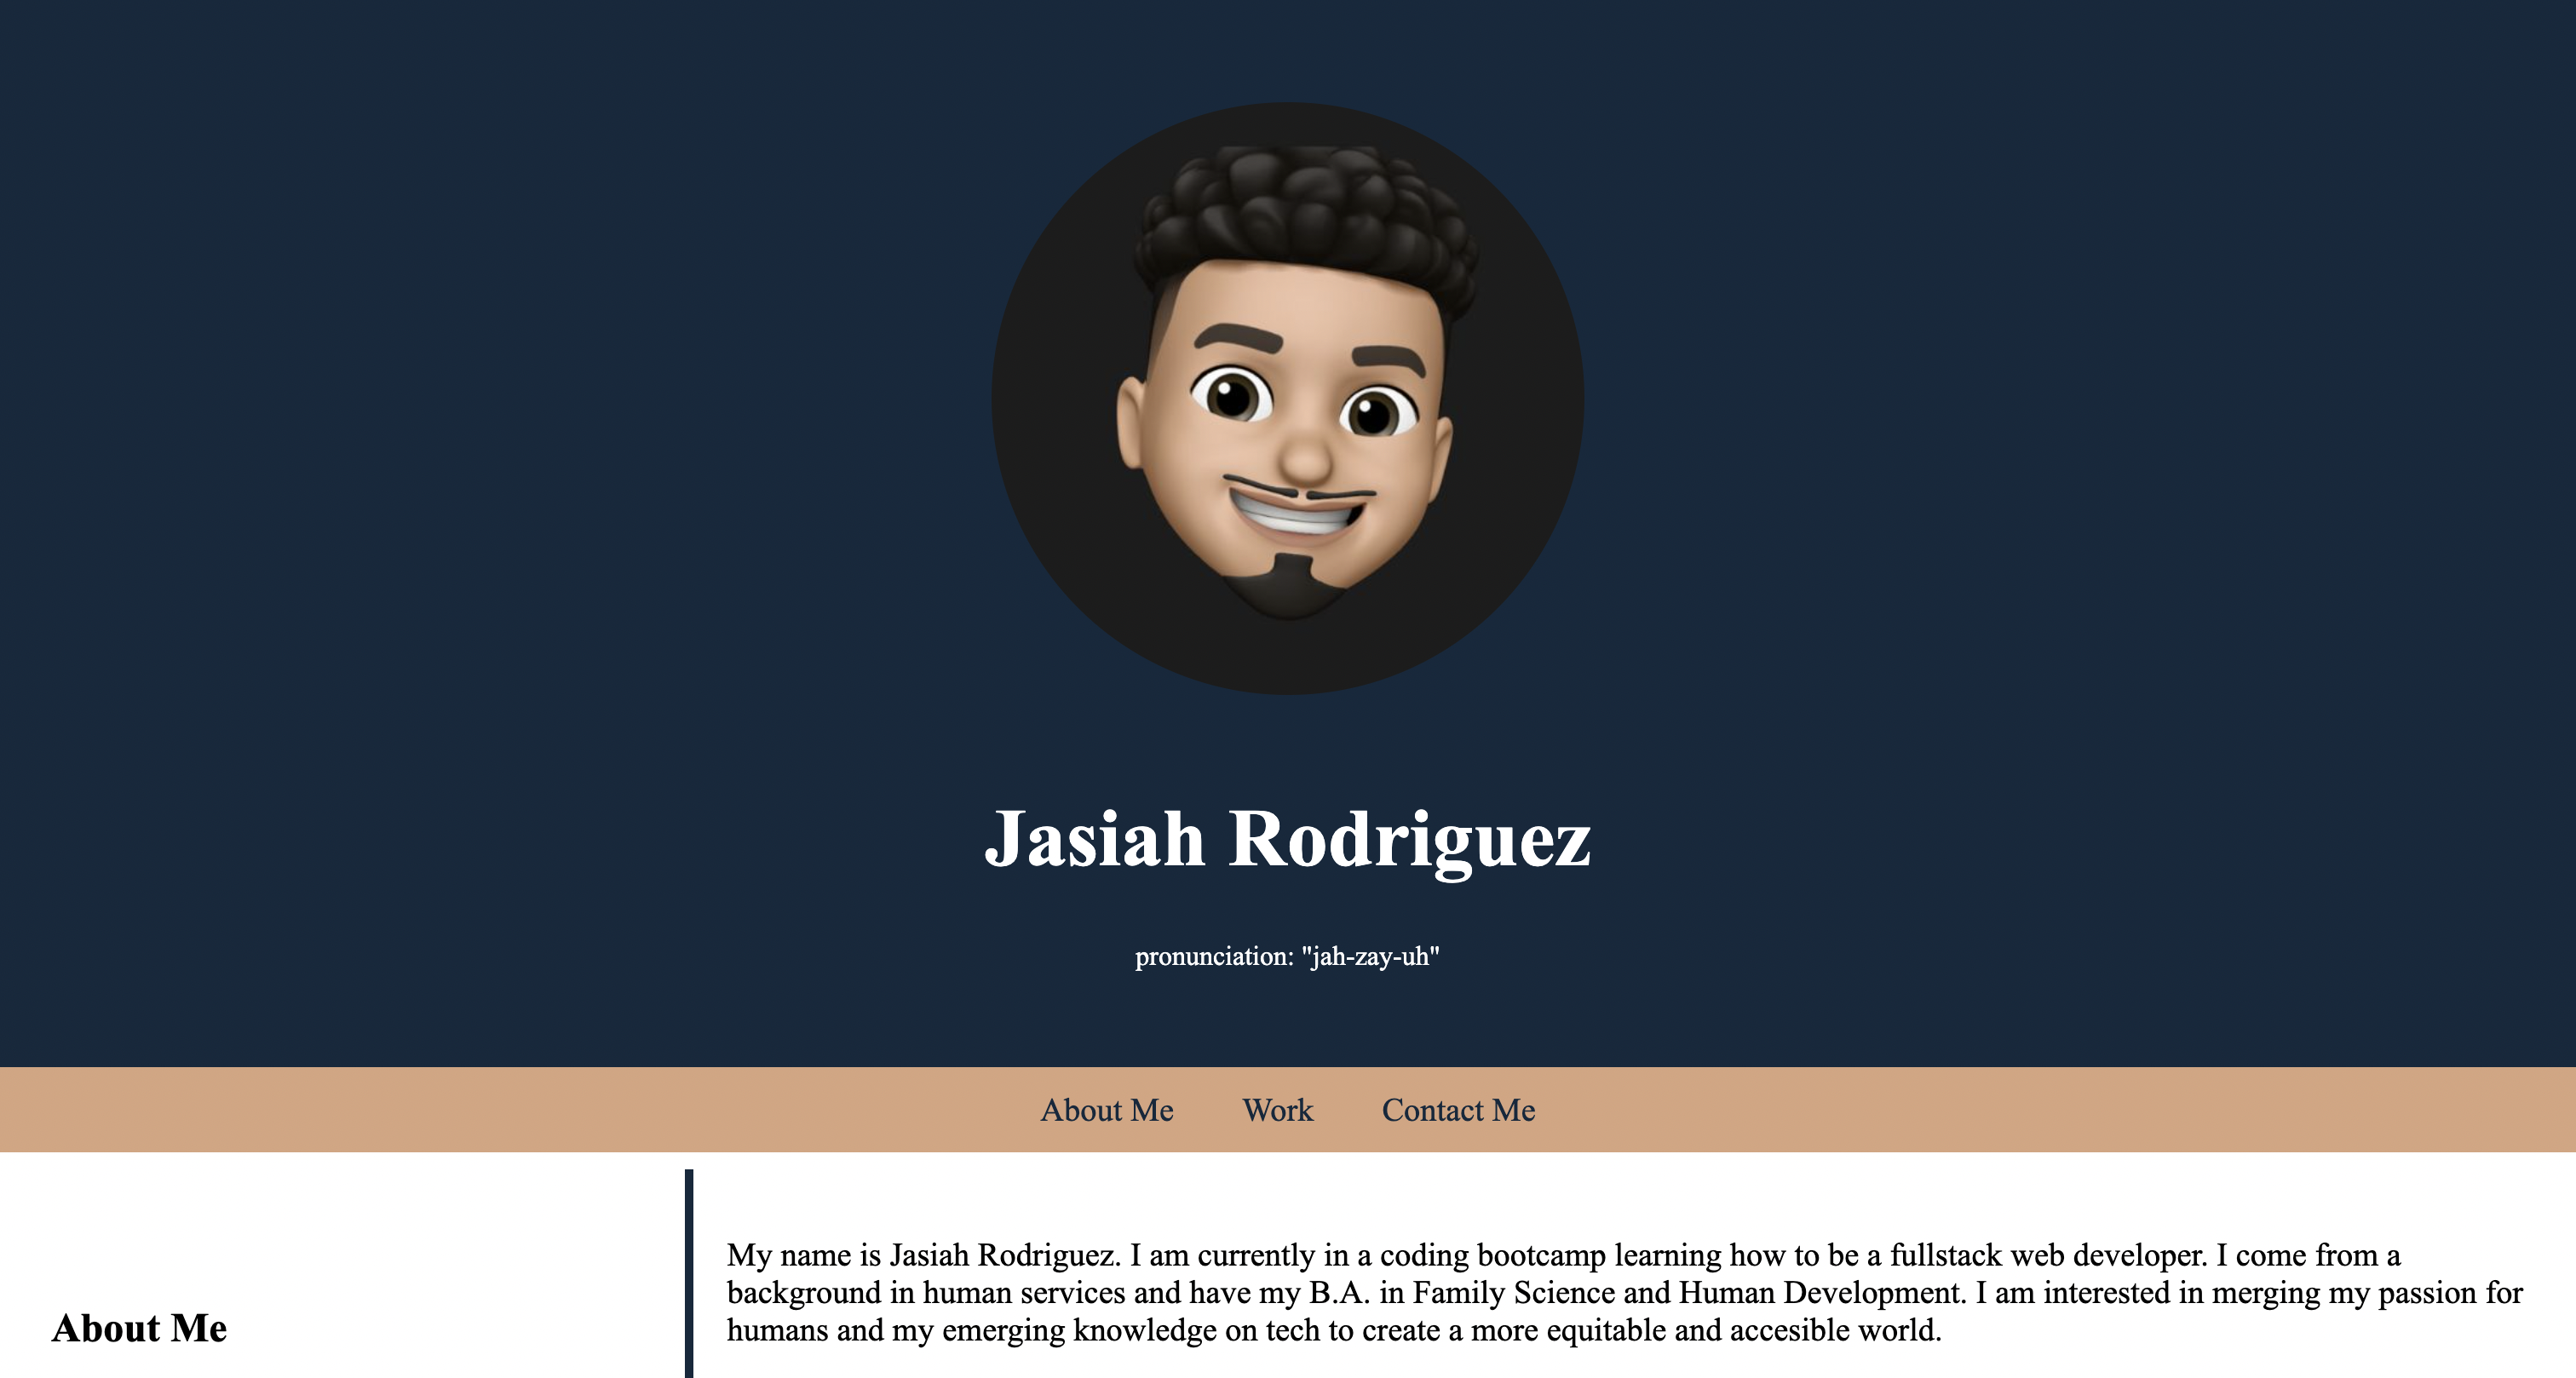 Jasiah Rodriguez
pronunciation: "jah-zay-uh"
About Me Work Contact Me
About Me
My name is Jasiah Rodriguez. I am currently in a coding bootcamp learning how to be a fullstack web developer. I come from a
background in human services and have my B.A. in Family Science and Human Development. I am interested in merging my passion for
humans and my emerging knowledge on tech to create a more equitable and accesible world.